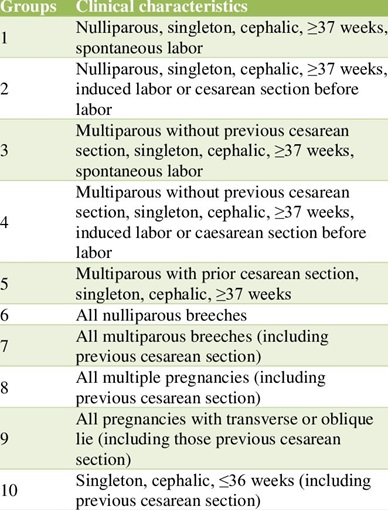 Groups Clinical characteristics
1 Nulliparous, singleton, cephalic, ≥37 weeks,
spontaneous labor
2 Nulliparous, singleton, cephalic, ≥37 weeks,
induced labor or cesarean section before
labor
3 Multiparous without previous cesarean
section, singleton, cephalic, ≥37 weeks,
spontaneous labor
4 Multiparous without previous cesarean
section, singleton, cephalic, ≥37 weeks,
induced labor or caesarean section before
labor
5 Multiparous with prior cesarean section,
singleton, cephalic, ≥37 weeks
6 All nulliparous breeches
7 All multiparous breeches (including
previous cesarean section)
8 All multiple pregnancies (including
previous cesarean section)
9 All pregnancies with transverse or oblique
lie (including those previous cesarean
section)
10 Singleton, cephalic, ≤36 weeks (including
previous cesarean section)